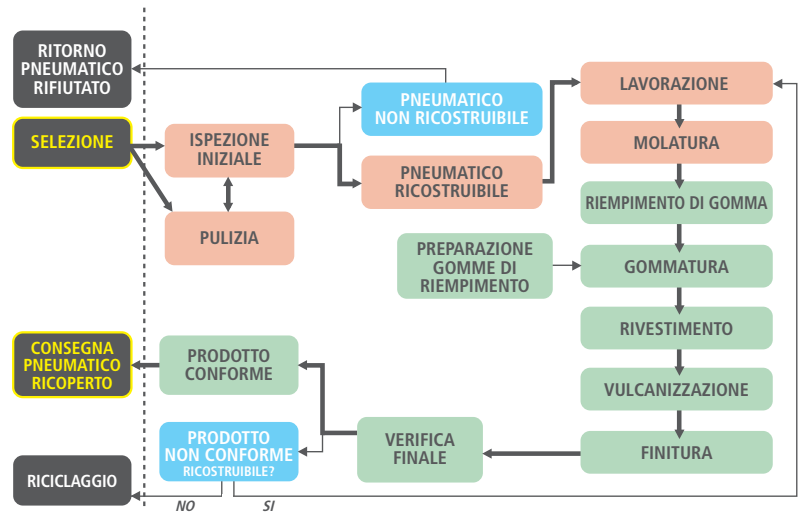 RITORNO
PNEUMATICO
RIFIUTATO
SELEZIONE
ISPEZIONE
INIZIALE
PULIZIA
PNEUMATICO
NON RICOSTRUIBILE
PNEUMATICO
RICOSTRUIBILE
LAVORAZIONE
MOLATURA
RIEMPIMENTO DI GOMMA
PREPARAZIONE
GOMME DI
RIEMPIMENTO
GOMMATURA
RIVESTIMENTO
VULCANIZZAZIONE
FINITURA
VERIFICA
FINALE
PRODOTTO
CONFORME
CONSEGNA
PNEUMATICO
RICOPERTO
PRODOTTO
NON CONFORME
RICOSTRUIBILE?
RICICLAGGIO
NO
SI